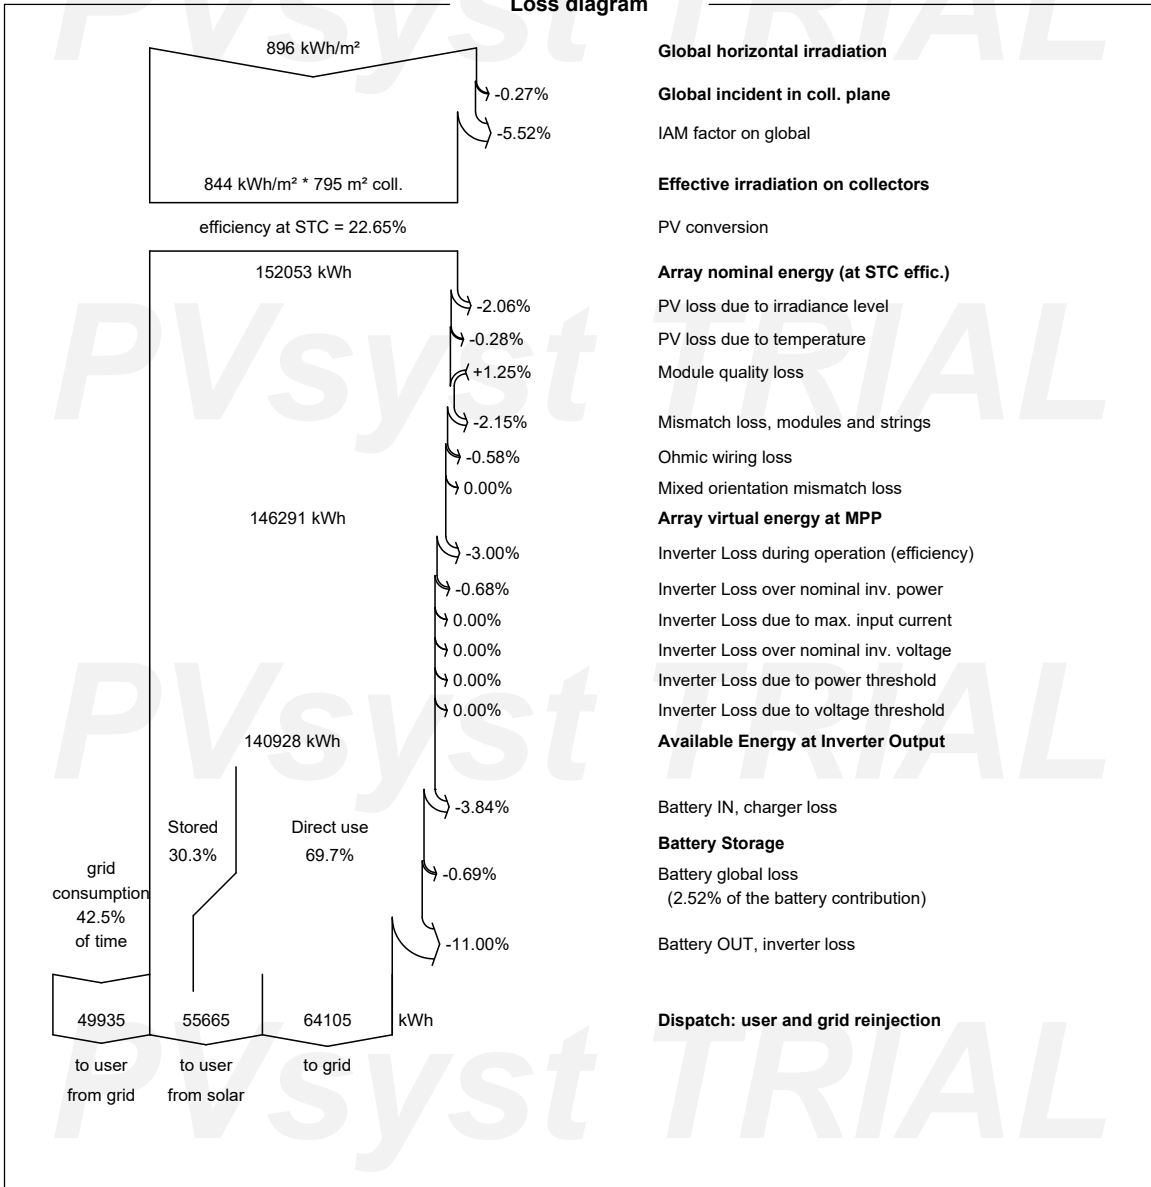 Loss diagram
896 kWh/m² Global horizontal irradiation
-0.27% Global incident in coll. plane
-5.52% IAM factor on global
844 kWh/m² * 795 m² coll. Effective irradiation on collectors
efficiency at STC = 22.65% PV conversion
152053 kWh Array nominal energy (at STC effic.)
-2.06% PV loss due to irradiance level
-0.28% PV loss due to temperature
+1.25% Module quality loss
-2.15% Mismatch loss, modules and strings
-0.58% Ohmic wiring loss
0.00% Mixed orientation mismatch loss
146291 kWh Array virtual energy at MPP
-3.00% Inverter Loss during operation (efficiency)
-0.68% Inverter Loss over nominal inv. power
0.00% Inverter Loss due to max. input current
0.00% Inverter Loss over nominal inv. voltage
0.00% Inverter Loss due to power threshold
0.00% Inverter Loss due to voltage threshold
140928 kWh Available Energy at Inverter Output
-3.84% Battery IN, charger loss
Stored Direct use
30.3% 69.7%
Battery Storage
grid
consumption
42.5%
of time
-0.69% Battery global loss
(2.52% of the battery contribution)
-11.00% Battery OUT, inverter loss
49935 55665 64105 kWh Dispatch: user and grid reinjection
to user to user to grid
from grid from solar
PVsyst TRIAL
PVsyst TRIAL
PVsyst TRIAL
PVsyst TRIAL